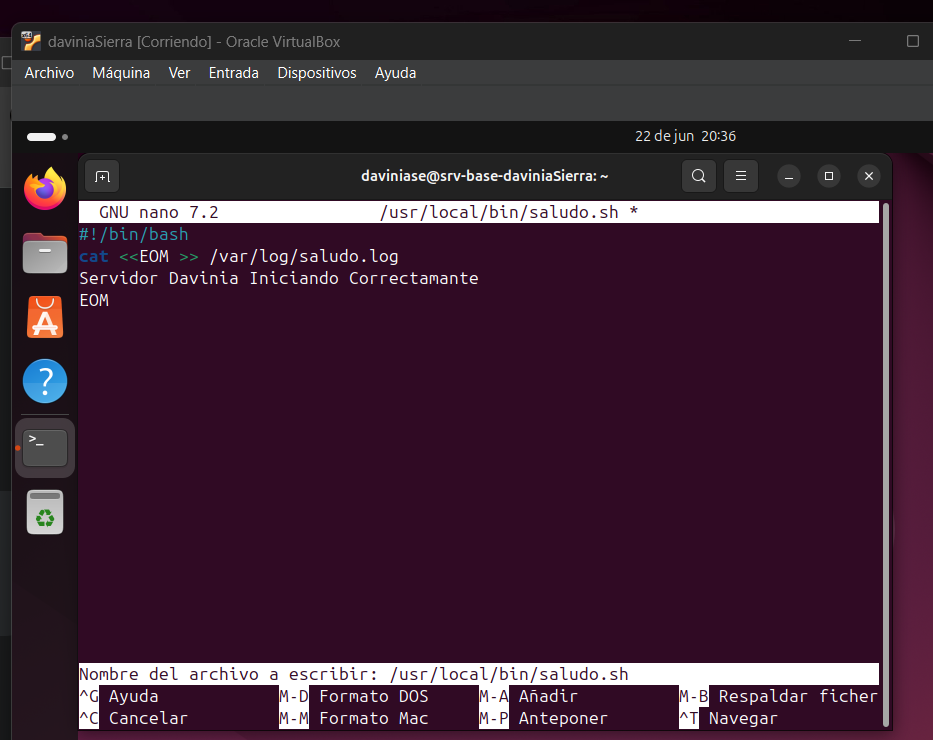 daviniaSierra [Corriendo] - Oracle VirtualBox
Archivo Máquina Ver Entrada Dispositivos Ayuda
22 de jun 20:36
daviniase@srv-base-daviniaSierra: ~
GNU nano 7.2 /usr/local/bin/saludo.sh *
#!/bin/bash
cat <<EOM >> /var/log/saludo.log
Servidor Davinia Iniciando Correctamante
EOM
>_
Nombre del archivo a escribir: /usr/local/bin/saludo.sh
^G Ayuda M-D Formato DOS M-A Añadir M-B Respaldar ficher
^C Cancelar M-M Formato Mac M-P Anteponer ^T Navegar